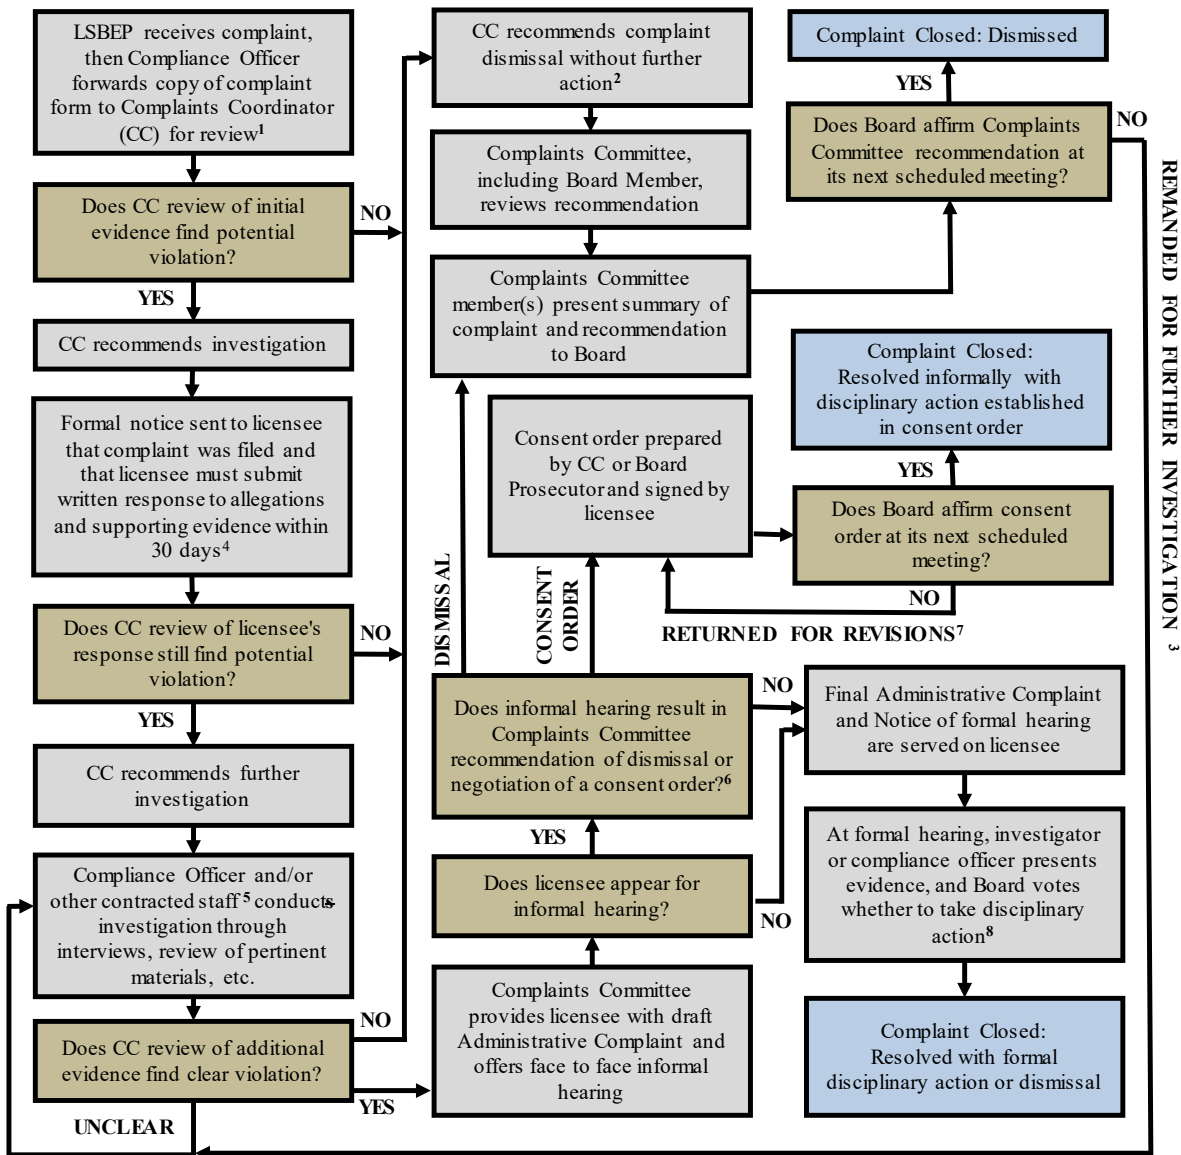 LSBEP receives complaint,
then Compliance Officer
forwards copy of complaint
form to Complaints Coordinator
(CC) for review¹
Does CC review of initial
evidence find potential
violation?
NO
YES
CC recommends investigation
Formal notice sent to licensee
that complaint was filed and
that licensee must submit
written response to allegations
and supporting evidence within
30 days⁴
Does CC review of licensee's
response still find potential
violation?
NO
YES
CC recommends further
investigation
Compliance Officer and/or
other contracted staff ⁵ conducts
investigation through
interviews, review of pertinent
materials, etc.
Does CC review of additional
evidence find clear violation?
NO
YES
UNCLEAR
CC recommends complaint
dismissal without further
action²
Complaints Committee,
including Board Member,
reviews recommendation
Complaints Committee
member(s) present summary of
complaint and recommendation
to Board
Consent order prepared
by CC or Board
Prosecutor and signed by
licensee
DISMISSAL
CONSENT
ORDER
RETURNED FOR REVISIONS⁷
Does informal hearing result in
Complaints Committee
recommendation of dismissal or
negotiation of a consent order?⁶
NO
YES
Does licensee appear for
informal hearing?
NO
Complaints Committee
provides licensee with draft
Administrative Complaint and
offers face to face informal
hearing
Complaint Closed: Dismissed
YES
Does Board affirm Complaints
Committee recommendation at
its next scheduled meeting?
NO
REMANDED FOR FURTHER INVESTIGATION ³
Complaint Closed:
Resolved informally with
disciplinary action established
in consent order
YES
Does Board affirm consent
order at its next scheduled
meeting?
NO
Final Administrative Complaint
and Notice of formal hearing
are served on licensee
At formal hearing, investigator
or compliance officer presents
evidence, and Board votes
whether to take disciplinary
action⁸
Complaint Closed:
Resolved with formal
disciplinary action or dismissal